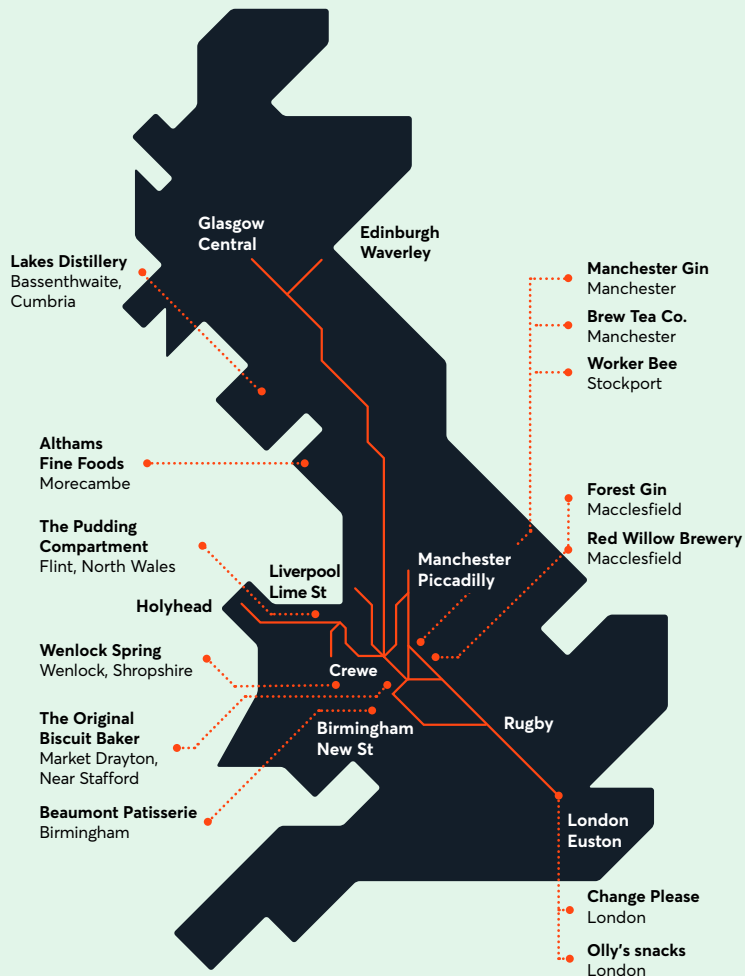 Glasgow
Central
Edinburgh
Waverley
Lakes Distillery
Bassenthwaite,
Cumbria
Manchester Gin
Manchester
Brew Tea Co.
Manchester
Worker Bee
Stockport
Althams
Fine Foods
Morecambe
Forest Gin
Macclesfield
Red Willow Brewery
Macclesfield
The Pudding
Compartment
Flint, North Wales
Manchester
Piccadilly
Liverpool
Lime St
Holyhead
Wenlock Spring
Wenlock, Shropshire
Crewe
The Original
Biscuit Baker
Market Drayton,
Near Stafford
Birmingham
New St
Rugby
Beaumont Patisserie
Birmingham
London
Euston
Change Please
London
Olly's snacks
London